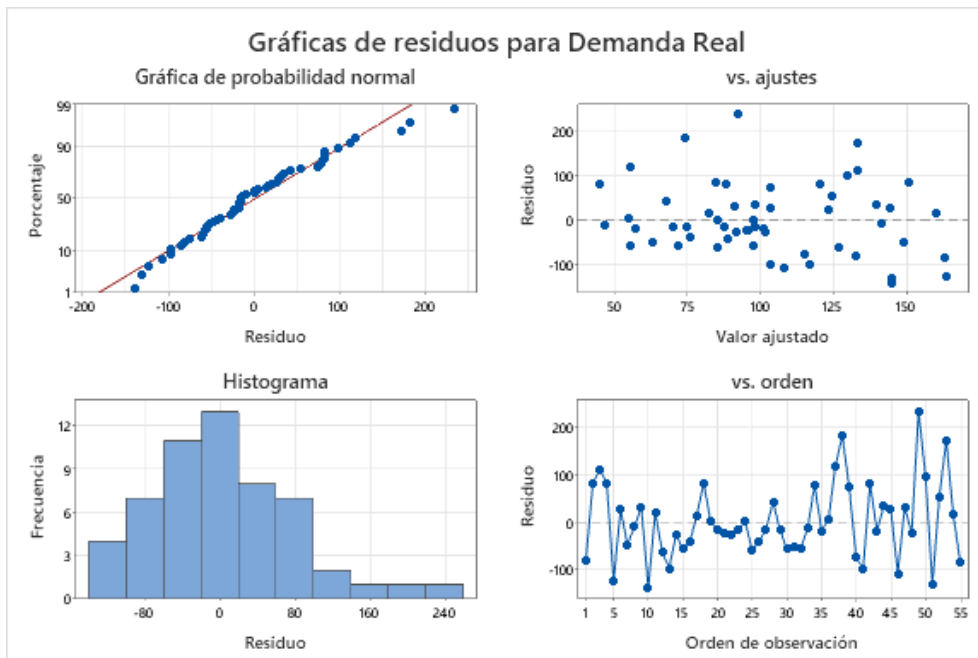 Gráficas de residuos para Demanda Real
Gráfica de probabilidad normal
99
90
50
10
1
Porcentaje
-200 -100 0 100 200
Residuo
vs. ajustes
200
100
0
-100
Residuo
50 75 100 125 150
Valor ajustado
Histograma
12
9
6
3
0
Frecuencia
-80 0 80 160 240
Residuo
vs. orden
200
100
0
-100
Residuo
1 5 10 15 20 25 30 35 40 45 50 55
Orden de observación